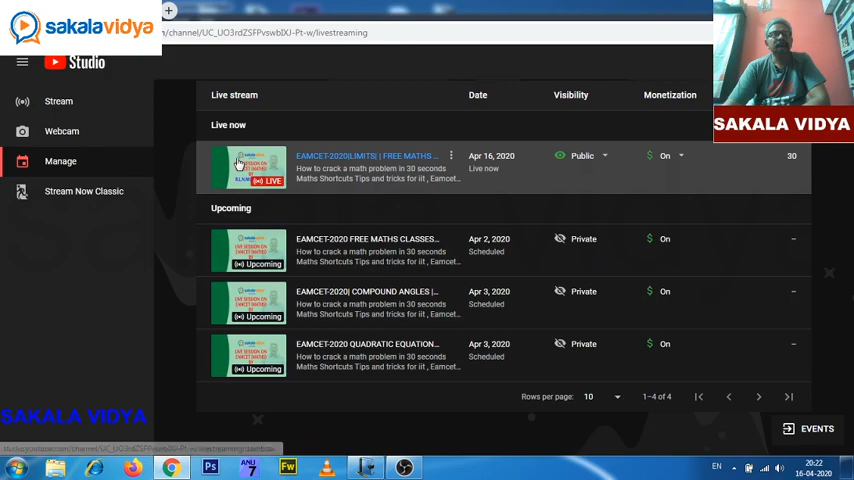 sakalavidya
/channel/UC_UO3rdZSFPvswbIXJ-Pt-w/livestreaming
Studio
Stream
Webcam
Manage
Stream Now Classic
SAKALA VIDYA
Live stream Date Visibility Monetization
Live now
EAMCET-2020|LIMITS| | FREE MATHS ... Apr 16, 2020 Public $ On 30
How to crack a math problem in 30 seconds Live now
Maths Shortcuts Tips and tricks for iit , Eamcet...
LIVE
Upcoming
EAMCET-2020 FREE MATHS CLASSES... Apr 2, 2020 Private $ On –
How to crack a math problem in 30 seconds Scheduled
Maths Shortcuts Tips and tricks for iit , Eamcet...
Upcoming
EAMCET-2020| COMPOUND ANGLES |... Apr 3, 2020 Private $ On –
How to crack a math problem in 30 seconds Scheduled
Maths Shortcuts Tips and tricks for iit , Eamcet...
Upcoming
EAMCET-2020 QUADRATIC EQUATION... Apr 3, 2020 Private $ On –
How to crack a math problem in 30 seconds Scheduled
Maths Shortcuts Tips and tricks for iit , Eamcet...
Upcoming
Rows per page: 10 1–4 of 4
EVENTS
SAKALA VIDYA
Ps
ANU 7
Fw
EN
20:22
16-04-2020